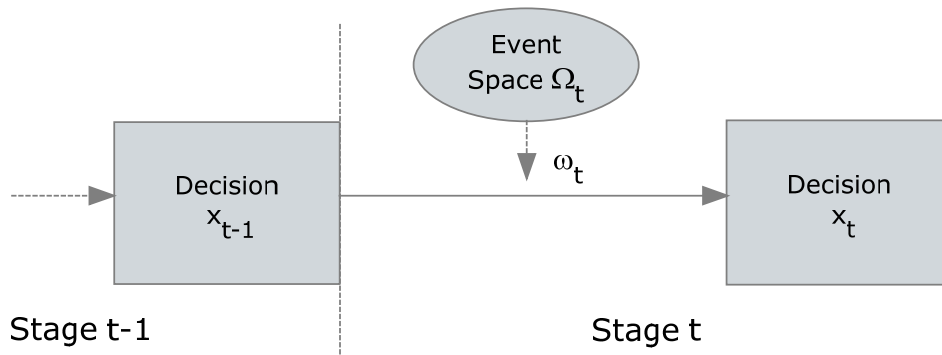 Event
Space Ωt
ωt
Decision
xt-1
Decision
xt
Stage t-1
Stage t